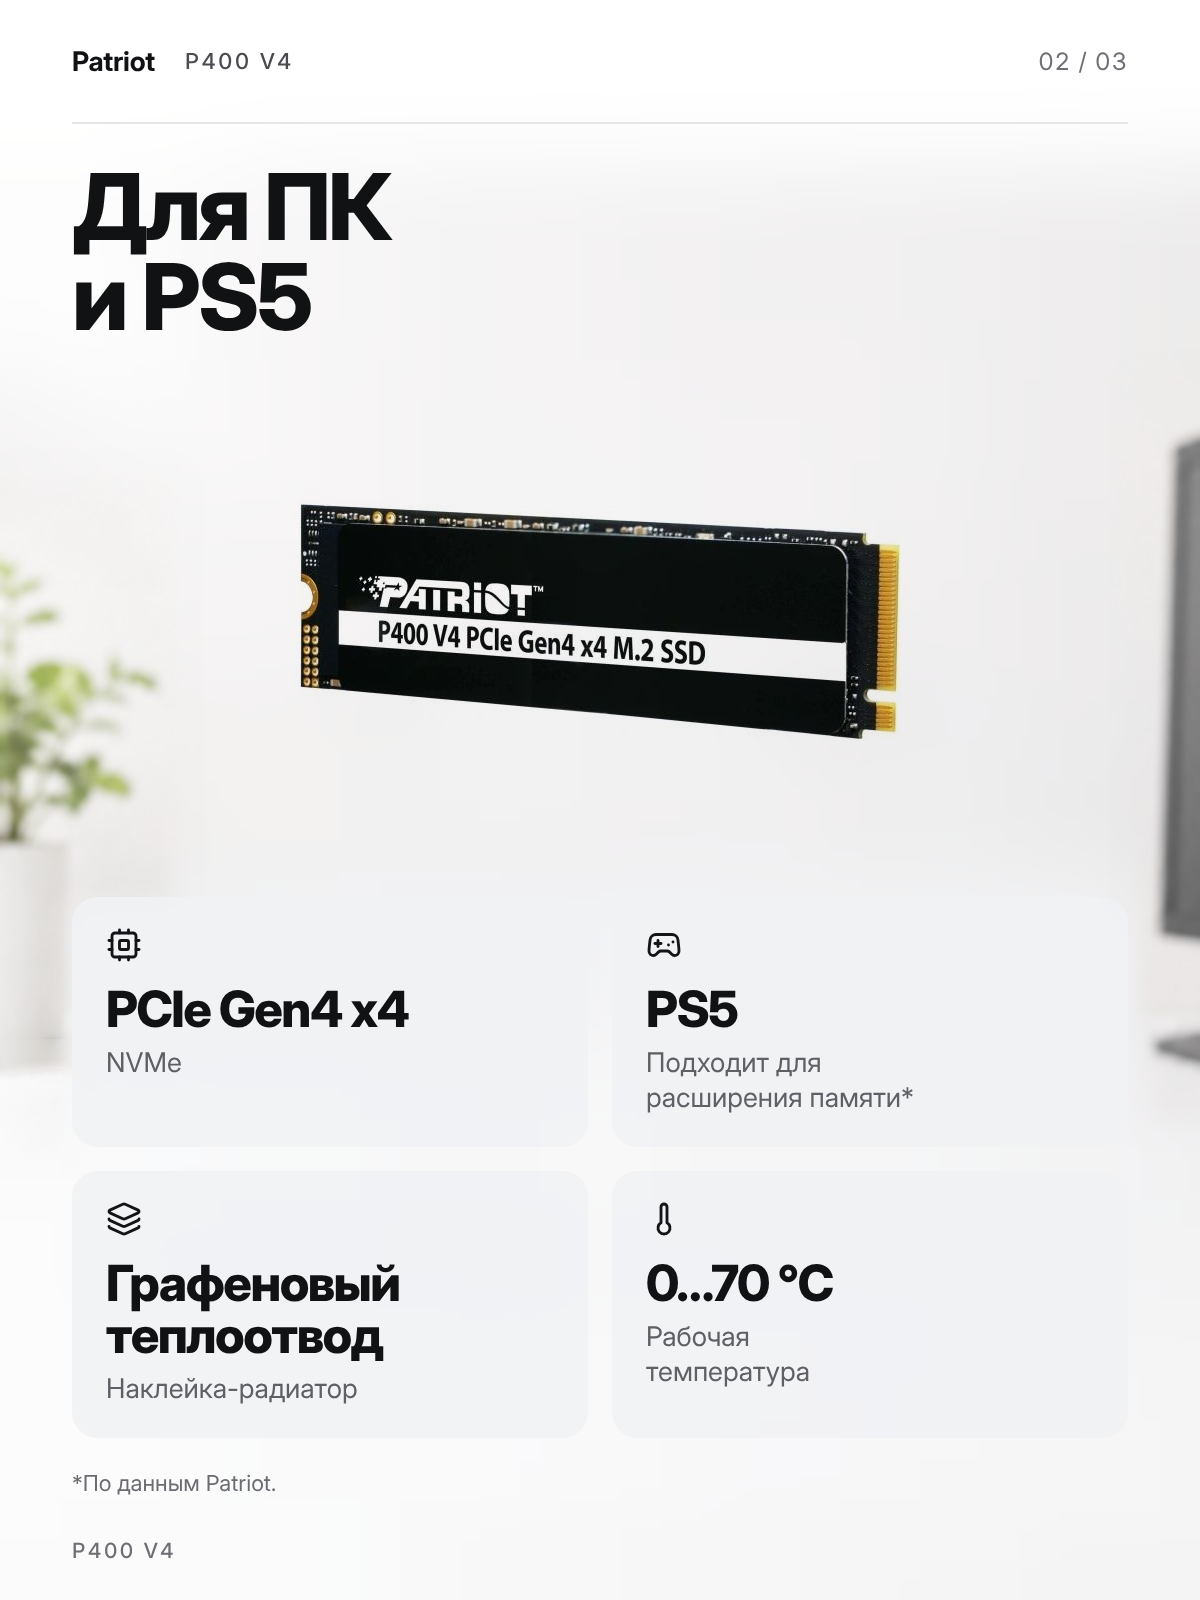 Patriot P400 V4 02 / 03
Для ПК
и PS5
PATRIOT™
P400 V4 PCIe Gen4 x4 M.2 SSD
PCIe Gen4 x4
NVMe
PS5
Подходит для
расширения памяти*
Графеновый
теплоотвод
Наклейка-радиатор
0…70 °C
Рабочая
температура
*По данным Patriot.
P400 V4